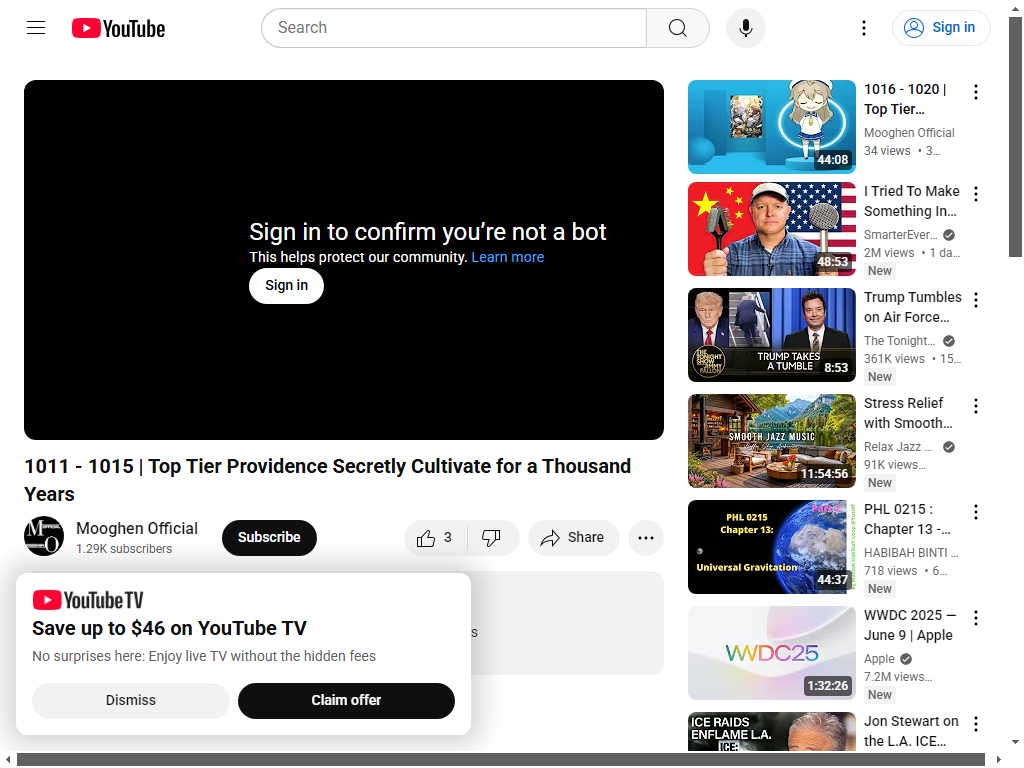 YouTube
Search
Sign in
Sign in to confirm you’re not a bot
This helps protect our community. Learn more
Sign in
1011 - 1015 | Top Tier Providence Secretly Cultivate for a Thousand
Years
Mooghen Official
1.29K subscribers
Subscribe
3
Share
s
YouTube TV
Save up to $46 on YouTube TV
No surprises here: Enjoy live TV without the hidden fees
Dismiss
Claim offer
44:08
1016 - 1020 |
Top Tier…
Mooghen Official
34 views • 3…
48:53
I Tried To Make
Something In…
SmarterEver…
2M views • 1 da…
New
THE TONIGHT SHOW
TRUMP TAKES
A TUMBLE
8:53
Trump Tumbles
on Air Force…
The Tonight…
361K views • 15…
New
SMOOTH JAZZ MUSIC
11:54:56
Stress Relief
with Smooth…
Relax Jazz …
91K views…
New
PHL 0215
Chapter 13:
Universal Gravitation
44:37
PHL 0215 :
Chapter 13 -…
HABIBAH BINTI …
718 views • 6…
New
WWDC25
1:32:26
WWDC 2025 —
June 9 | Apple
Apple
7.2M views…
New
ICE RAIDS
ENFLAME L.A.
ICE:
Jon Stewart on
the L.A. ICE…